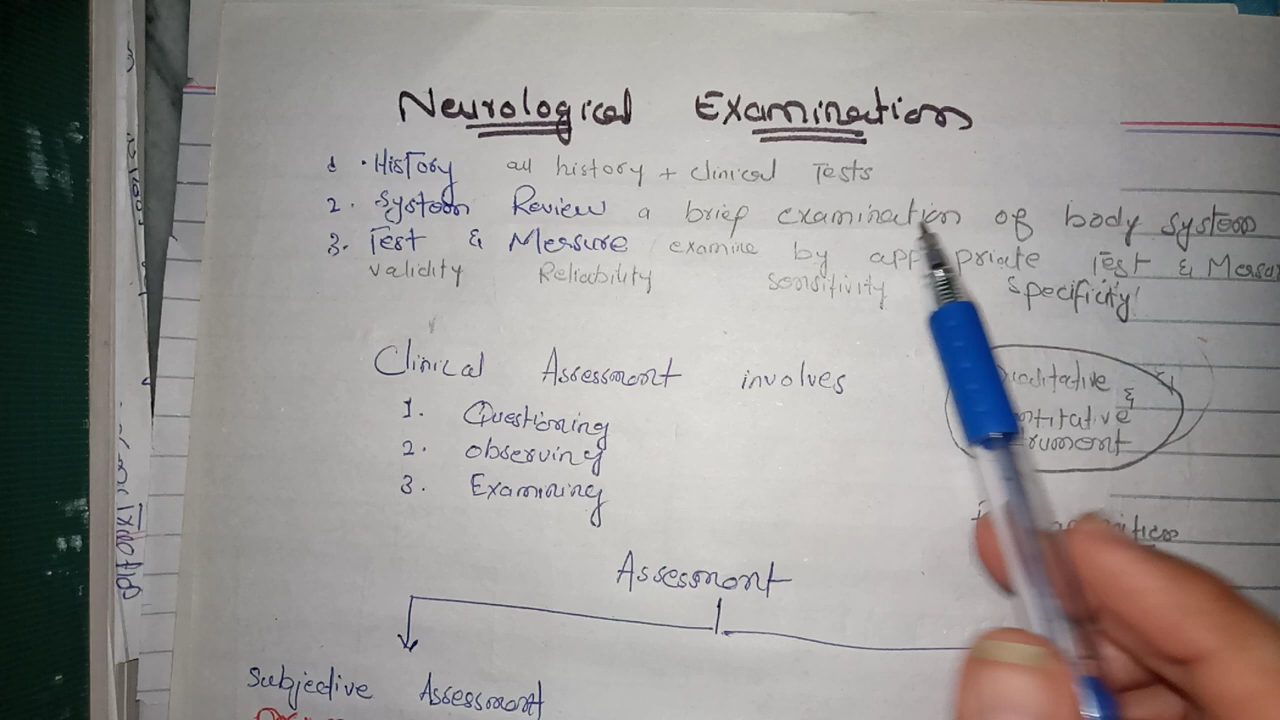 Neurological Examination
1. History all history + clinical Tests
2. System Review a brief examination of body system
3. Test & Measure examine by appropriate Test & Measur
validity Reliability sensitivity specificity
Clinical Assessment involves
1. Questioning
2. observing
3. Examining
&
Assessment
Subjective Assessment